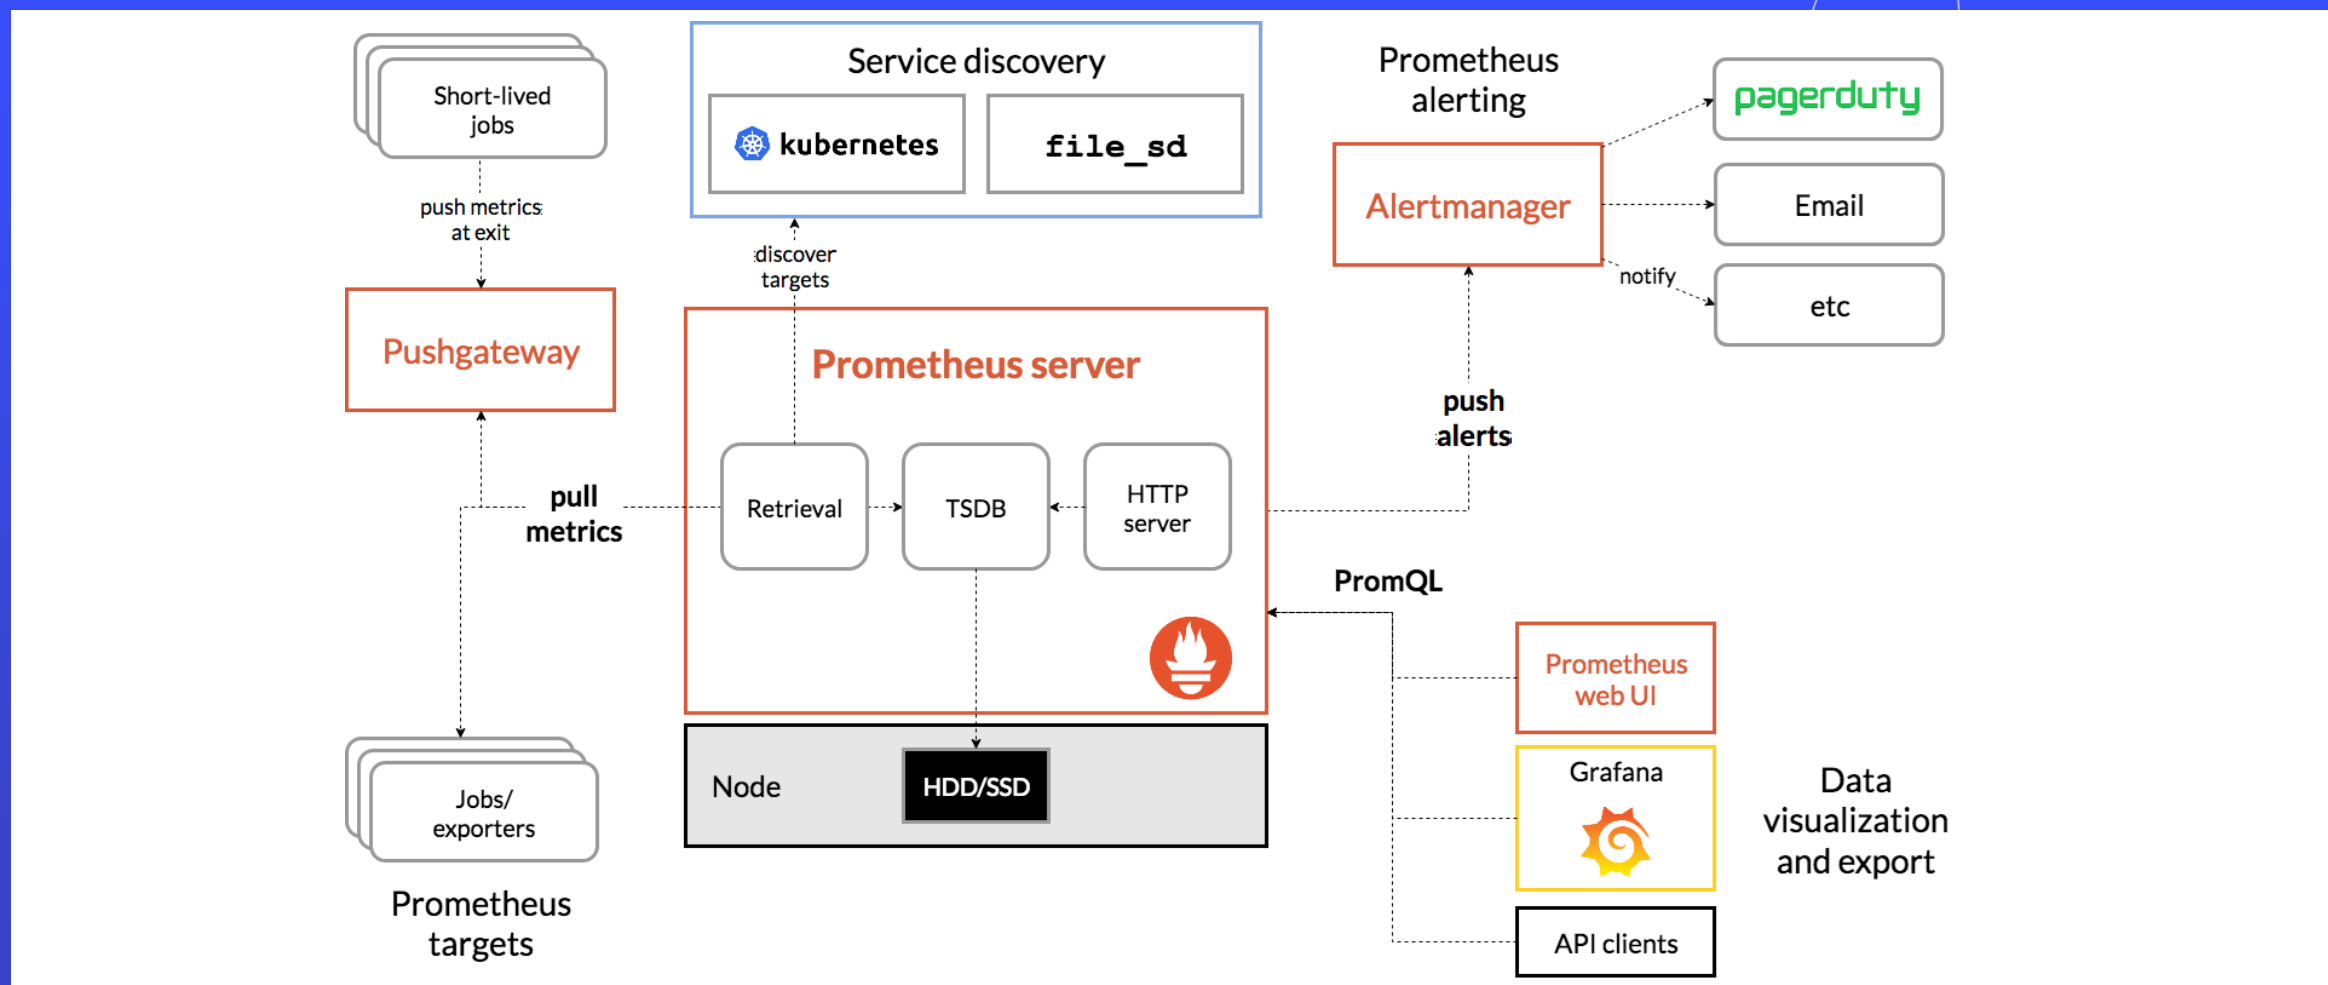 Short-lived
jobs
push metrics
at exit
Pushgateway
pull
metrics
Jobs/
exporters
Prometheus
targets
Service discovery
kubernetes
file_sd
discover
targets
Prometheus server
Retrieval
TSDB
HTTP
server
Node
HDD/SSD
Prometheus
alerting
Alertmanager
pagerduty
Email
notify
etc
push
alerts
PromQL
Prometheus
web UI
Grafana
API clients
Data
visualization
and export